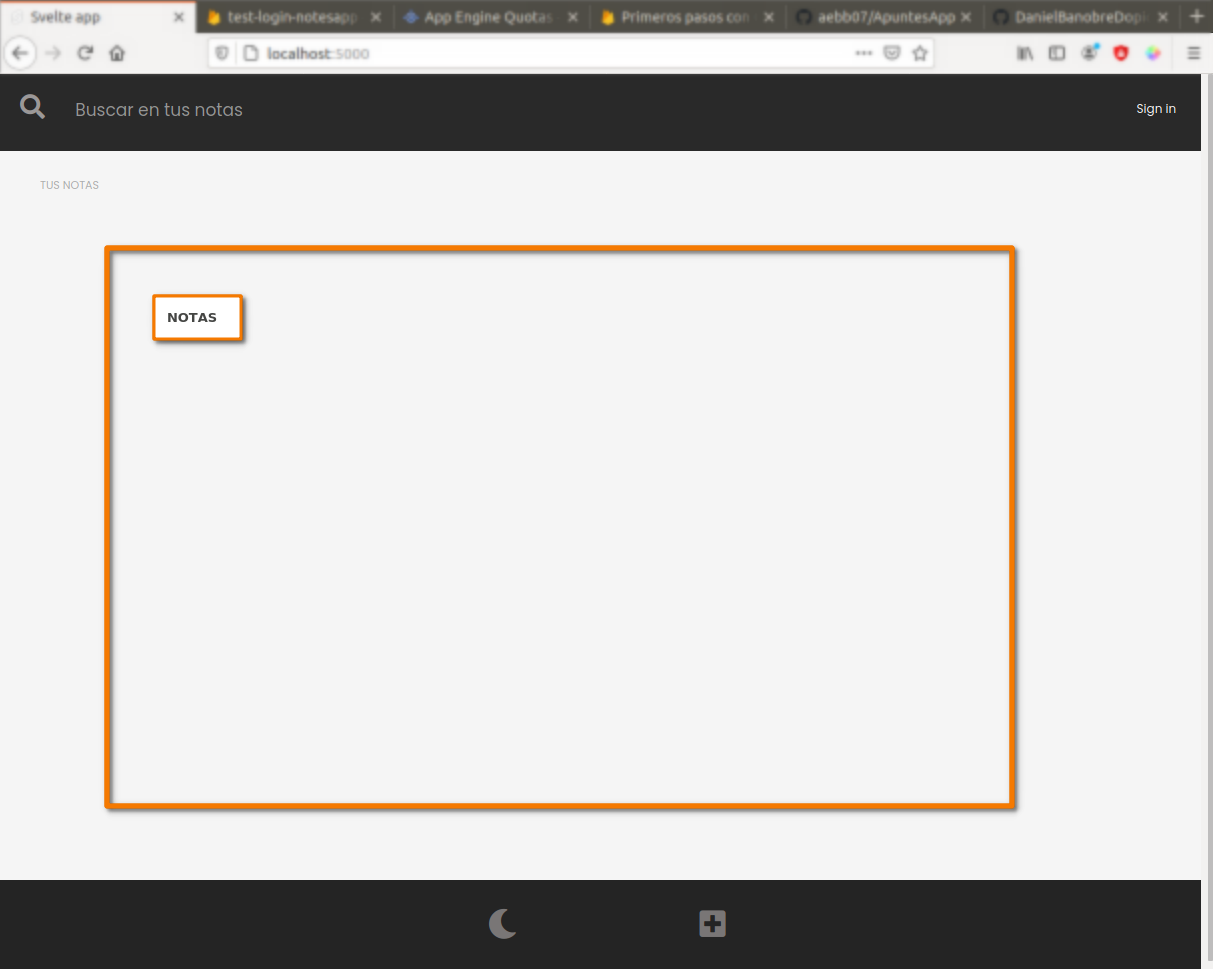 Svelte app
test-login-notesapp
App Engine Quotas
Primeros pasos con
aebb07/ApuntesApp
DanielBanobreDopi
localhost:5000
Buscar en tus notas
Sign in
TUS NOTAS
NOTAS